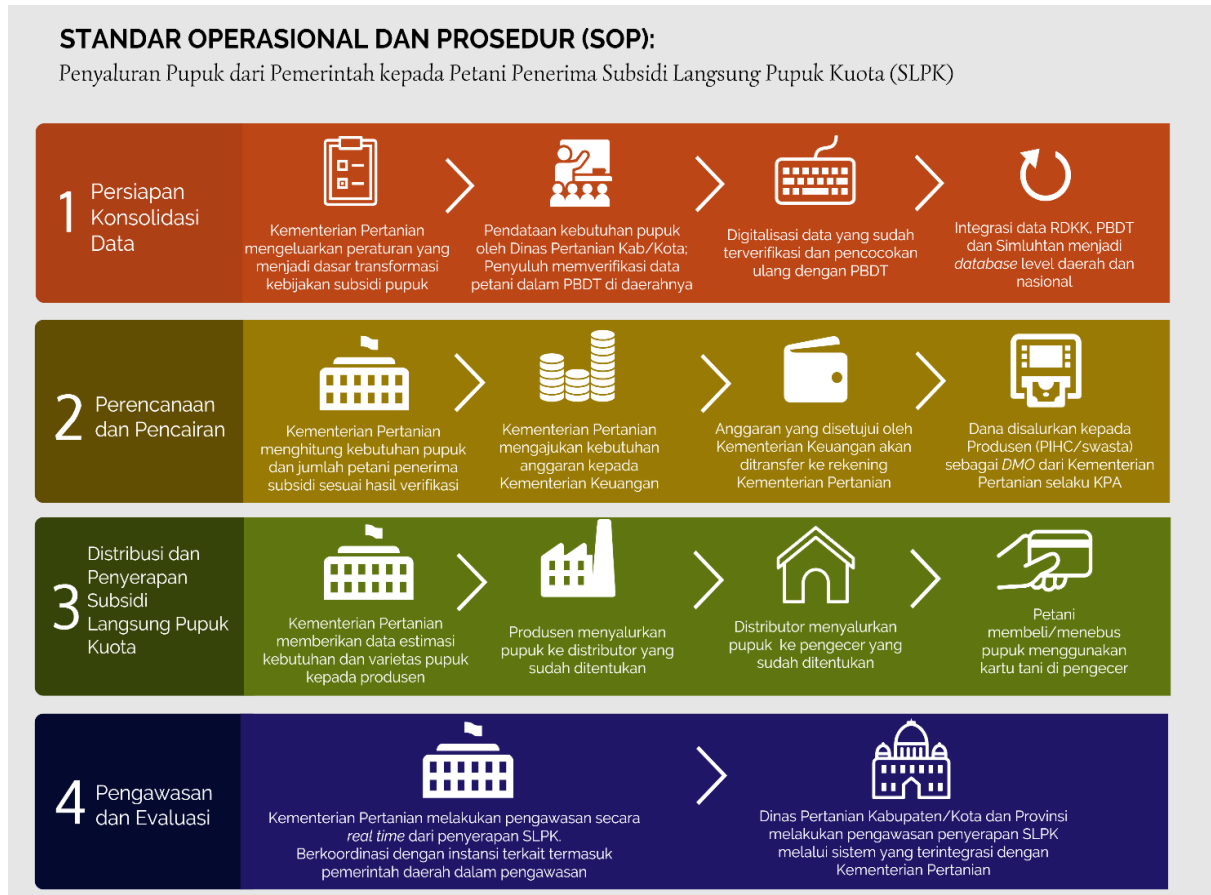 STANDAR OPERASIONAL DAN PROSEDUR (SOP):
Penyaluran Pupuk dari Pemerintah kepada Petani Penerima Subsidi Langsung Pupuk Kuota (SLPK)
1
Persiapan
Konsolidasi
Data
Kementerian Pertanian
mengeluarkan peraturan yang
menjadi dasar transformasi
kebijakan subsidi pupuk
Pendataan kebutuhan pupuk
oleh Dinas Pertanian Kab/Kota;
Penyuluh memverifikasi data
petani dalam PBDT di daerahnya
Digitalisasi data yang sudah
terverifikasi dan pencocokan
ulang dengan PBDT
Integrasi data RDKK, PBDT
dan Simluhtan menjadi
database level daerah dan
nasional
2
Perencanaan
dan Pencairan
Kementerian Pertanian
menghitung kebutuhan pupuk
dan jumlah petani penerima
subsidi sesuai hasil verifikasi
Kementerian Pertanian
mengajukan kebutuhan
anggaran kepada
Kementerian Keuangan
Anggaran yang disetujui oleh
Kementerian Keuangan akan
ditransfer ke rekening
Kementerian Pertanian
Dana disalurkan kepada
Produsen (PIHC/swasta)
sebagai DMO dari Kementerian
Pertanian selaku KPA
3
Distribusi dan
Penyerapan
Subsidi
Langsung Pupuk
Kuota
Kementerian Pertanian
memberikan data estimasi
kebutuhan dan varietas pupuk
kepada produsen
Produsen menyalurkan
pupuk ke distributor yang
sudah ditentukan
Distributor menyalurkan
pupuk ke pengecer yang
sudah ditentukan
Petani
membeli/menebus
pupuk menggunakan
kartu tani di pengecer
4
Pengawasan
dan Evaluasi
Kementerian Pertanian melakukan pengawasan secara
real time dari penyerapan SLPK.
Berkoordinasi dengan instansi terkait termasuk
pemerintah daerah dalam pengawasan
Dinas Pertanian Kabupaten/Kota dan Provinsi
melakukan pengawasan penyerapan SLPK
melalui sistem yang terintegrasi dengan
Kementerian Pertanian